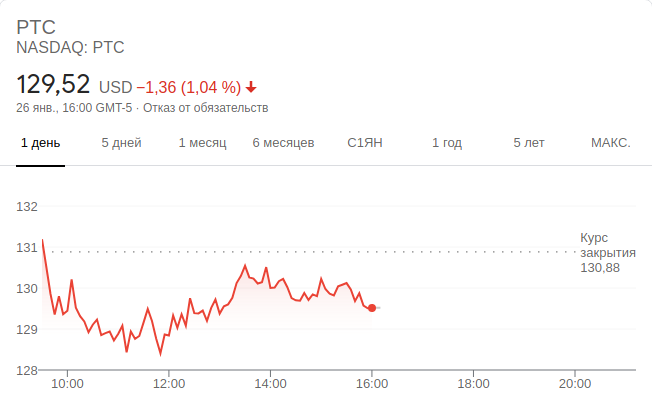 PTC
NASDAQ: PTC
129,52 USD −1,36 (1,04 %)
26 янв., 16:00 GMT-5 · Отказ от обязательств
1 день 5 дней 1 месяц 6 месяцев С1ЯН 1 год 5 лет МАКС.
132
131
130
129
128
Курс
закрытия
130,88
10:00 12:00 14:00 16:00 18:00 20:00